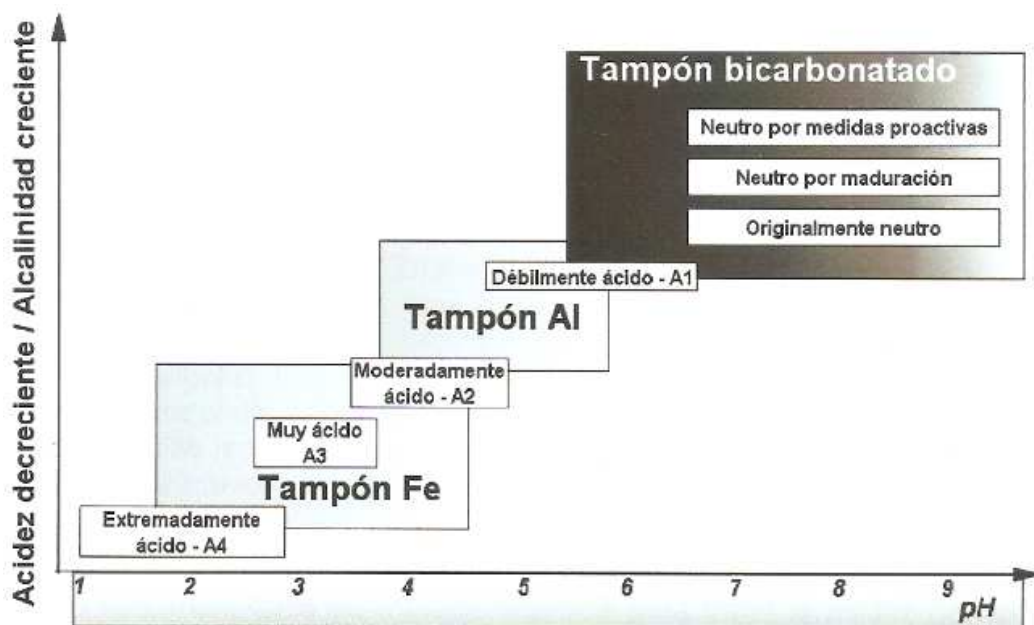 Acidez decreciente / Alcalinidad creciente
Tampón bicarbonatado
Neutro por medidas proactivas
Neutro por maduración
Originalmente neutro
Débilmente ácido - A1
Tampón Al
Moderadamente
ácido - A2
Muy ácido
A3
Tampón Fe
Extremadamente
ácido - A4
1 2 3 4 5 6 7 8 9
pH